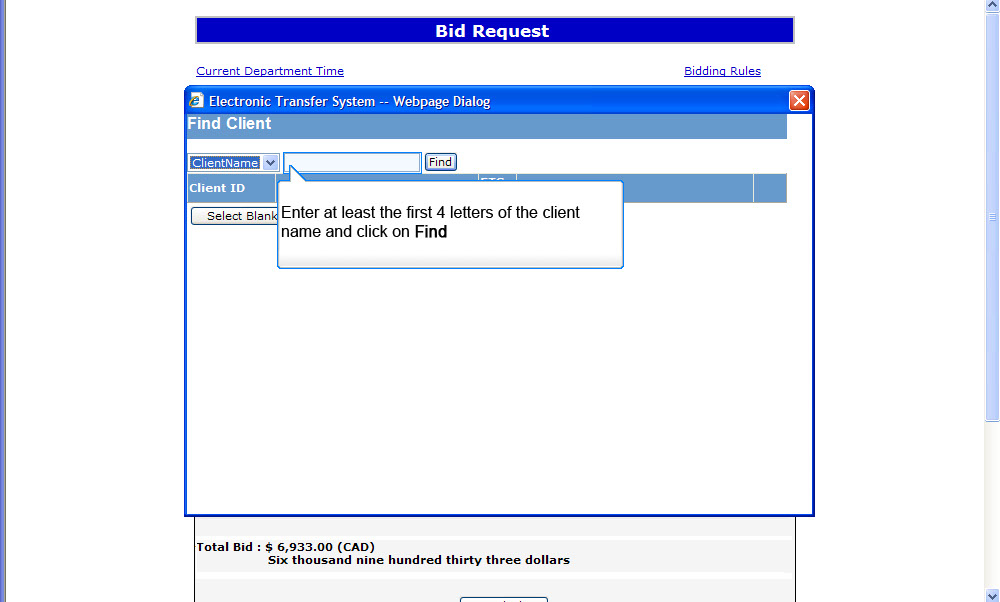 Bid Request
Current Department Time
Bidding Rules
Electronic Transfer System -- Webpage Dialog
Find Client
ClientName
Find
Client ID
Select Blank
Enter at least the first 4 letters of the client
name and click on Find
Total Bid : $ 6,933.00 (CAD)
Six thousand nine hundred thirty three dollars